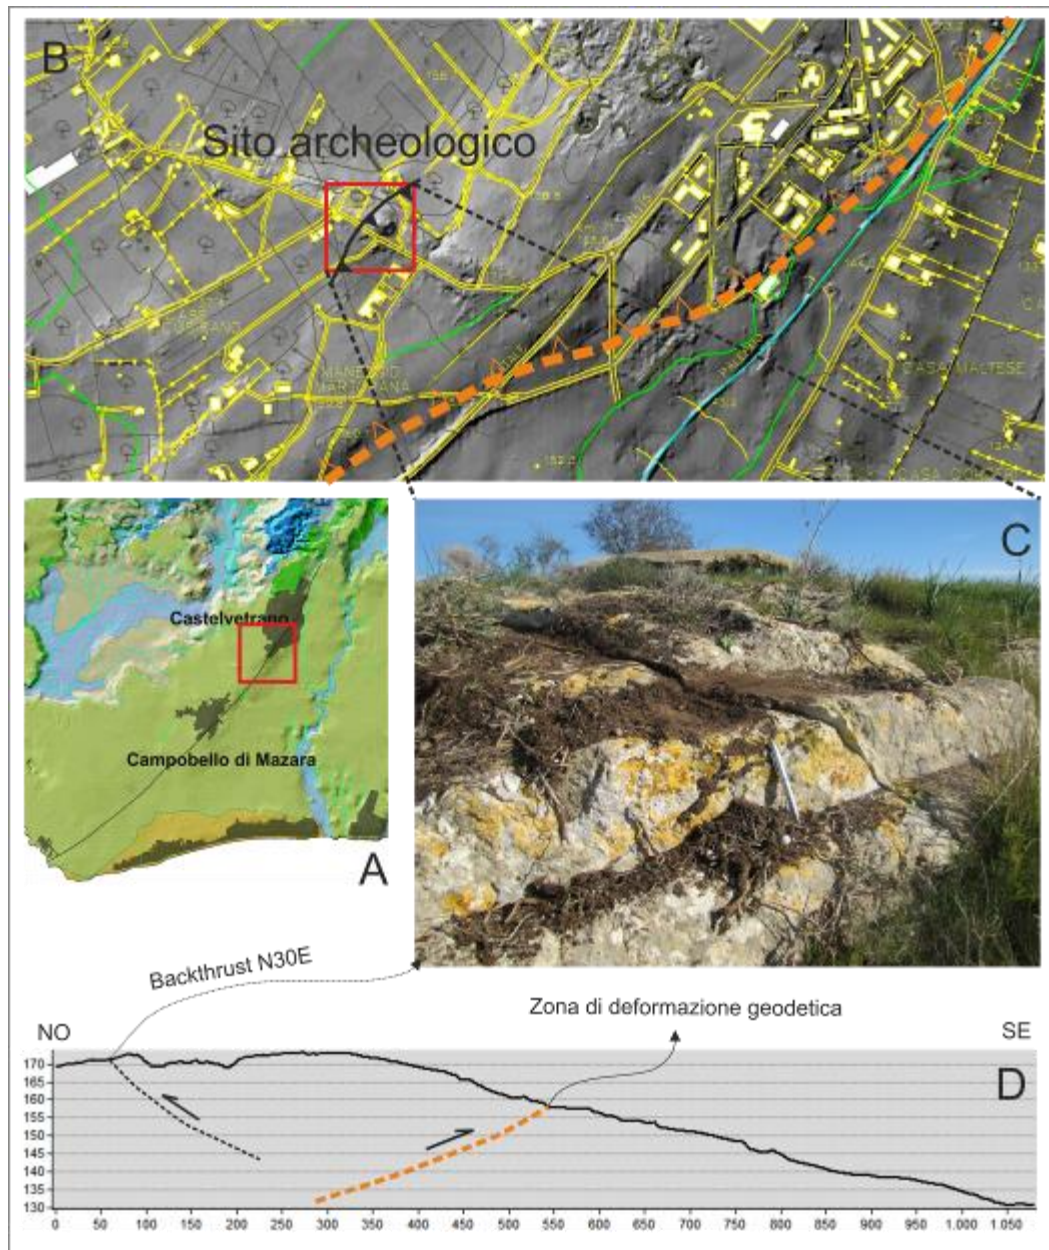 B
Sito archeologico
CASA MALTESE
Castelvetrano
Campobello di Mazara
A
C
Backthrust N30E
Zona di deformazione geodetica
NO
SE
D
170
165
160
155
150
145
140
135
130
0 50 100 150 200 250 300 350 400 450 500 550 600 650 700 750 800 850 900 950 1.000 1.050